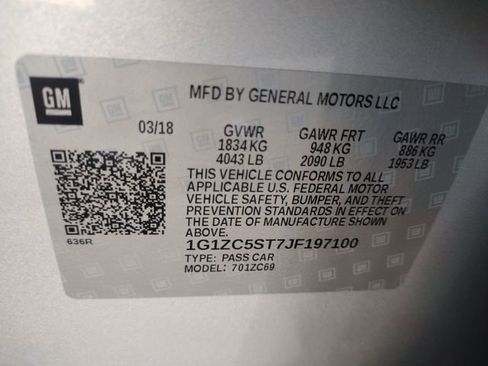 GM
MFD BY GENERAL MOTORS LLC
03/18 GVWR GAWR FRT GAWR RR
1834 KG 948 KG 886 KG
4043 LB 2090 LB 1953 LB
THIS VEHICLE CONFORMS TO ALL
APPLICABLE U.S. FEDERAL MOTOR
VEHICLE SAFETY, BUMPER, AND THEFT
PREVENTION STANDARDS IN EFFECT ON
THE DATE OF MANUFACTURE SHOWN
ABOVE.
636R
1G1ZC5ST7JF197100
TYPE: PASS CAR
MODEL: 701ZC69